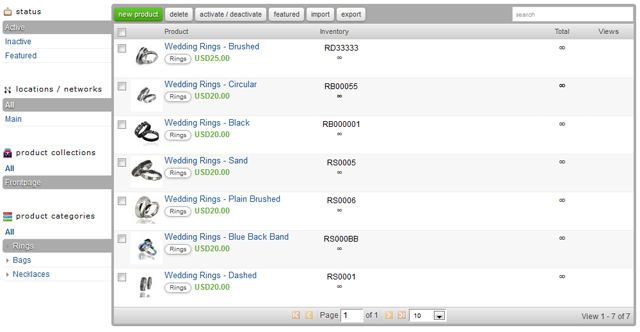 status
Active
Inactive
Featured
locations / networks
All
Main
product collections
All
Frontpage
product categories
All
Rings
Bags
Necklaces
new product delete activate / deactivate featured import export search
Product Inventory Total Views
Wedding Rings - Brushed RD33333 ∞
Rings USD25.00 ∞
Wedding Rings - Circular RB00055 ∞
Rings USD20.00 ∞
Wedding Rings - Black RB000001 ∞
Rings USD20.00 ∞
Wedding Rings - Sand RS0005 ∞
Rings USD20.00 ∞
Wedding Rings - Plain Brushed RS0006 ∞
Rings USD20.00 ∞
Wedding Rings - Blue Back Band RS000BB ∞
Rings USD20.00 ∞
Wedding Rings - Dashed RS0001 ∞
Rings USD20.00 ∞
Page 1 of 1 10 View 1 - 7 of 7